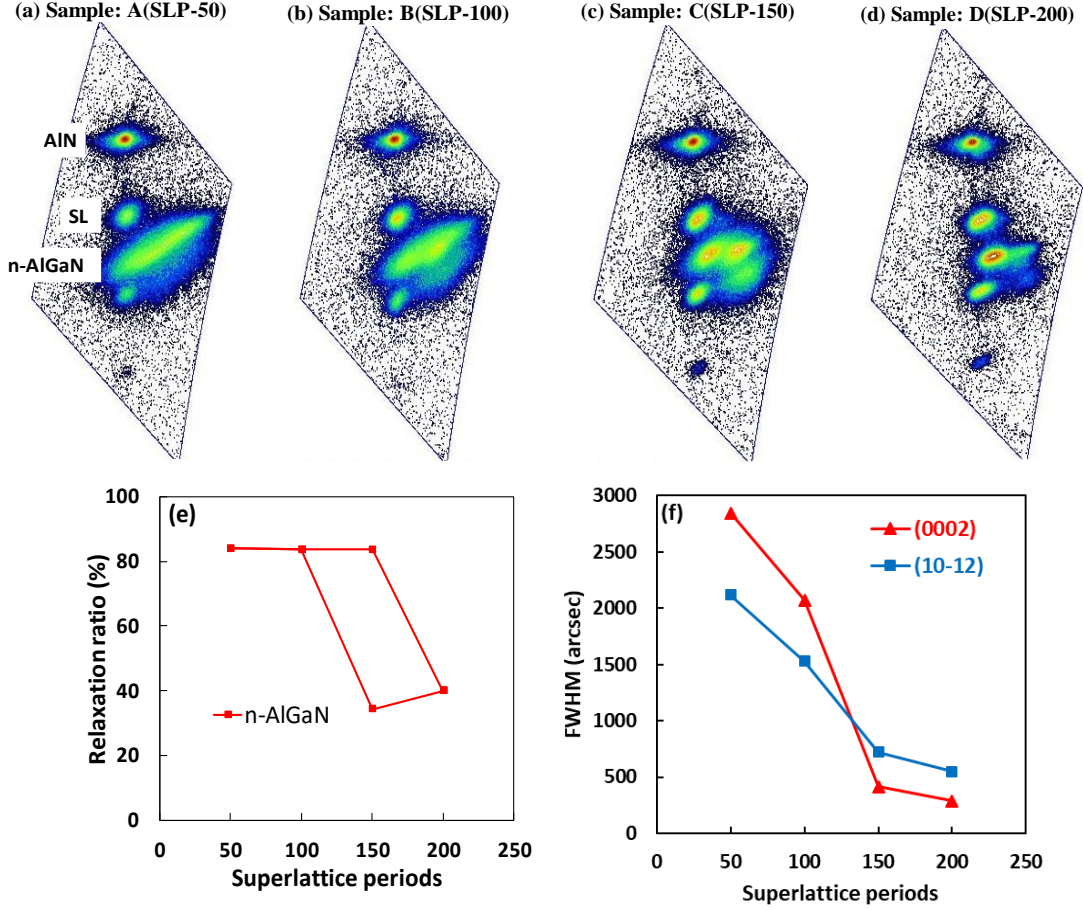 (a) Sample: A(SLP-50)
(b) Sample: B(SLP-100)
(c) Sample: C(SLP-150)
(d) Sample: D(SLP-200)
AlN
SL
n-AlGaN
(e)
100
80
60
40
20
0
Relaxation ratio (%)
n-AlGaN
0 50 100 150 200 250
Superlattice periods
(f)
3000
2500
2000
1500
1000
500
0
FWHM (arcsec)
(0002)
(10-12)
0 50 100 150 200 250
Superlattice periods